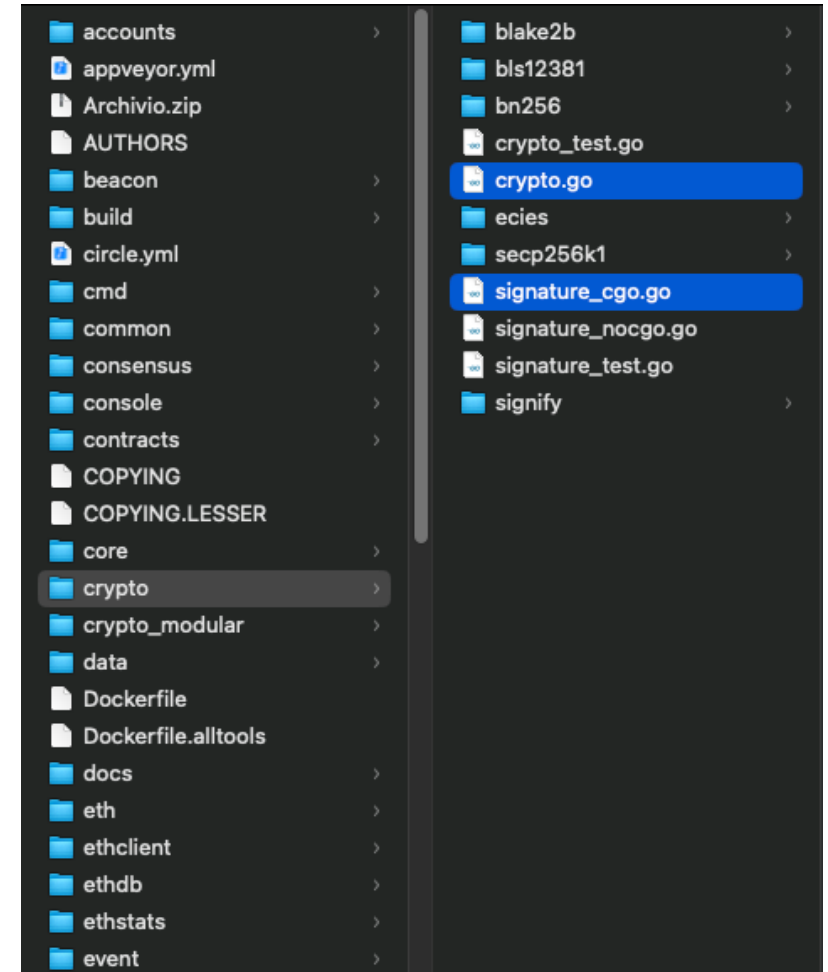 accounts
appveyor.yml
Archivio.zip
AUTHORS
beacon
build
circle.yml
cmd
common
consensus
console
contracts
COPYING
COPYING.LESSER
core
crypto
crypto_modular
data
Dockerfile
Dockerfile.alltools
docs
eth
ethclient
ethdb
ethstats
event
blake2b
bls12381
bn256
crypto_test.go
crypto.go
ecies
secp256k1
signature_cgo.go
signature_nocgo.go
signature_test.go
signify